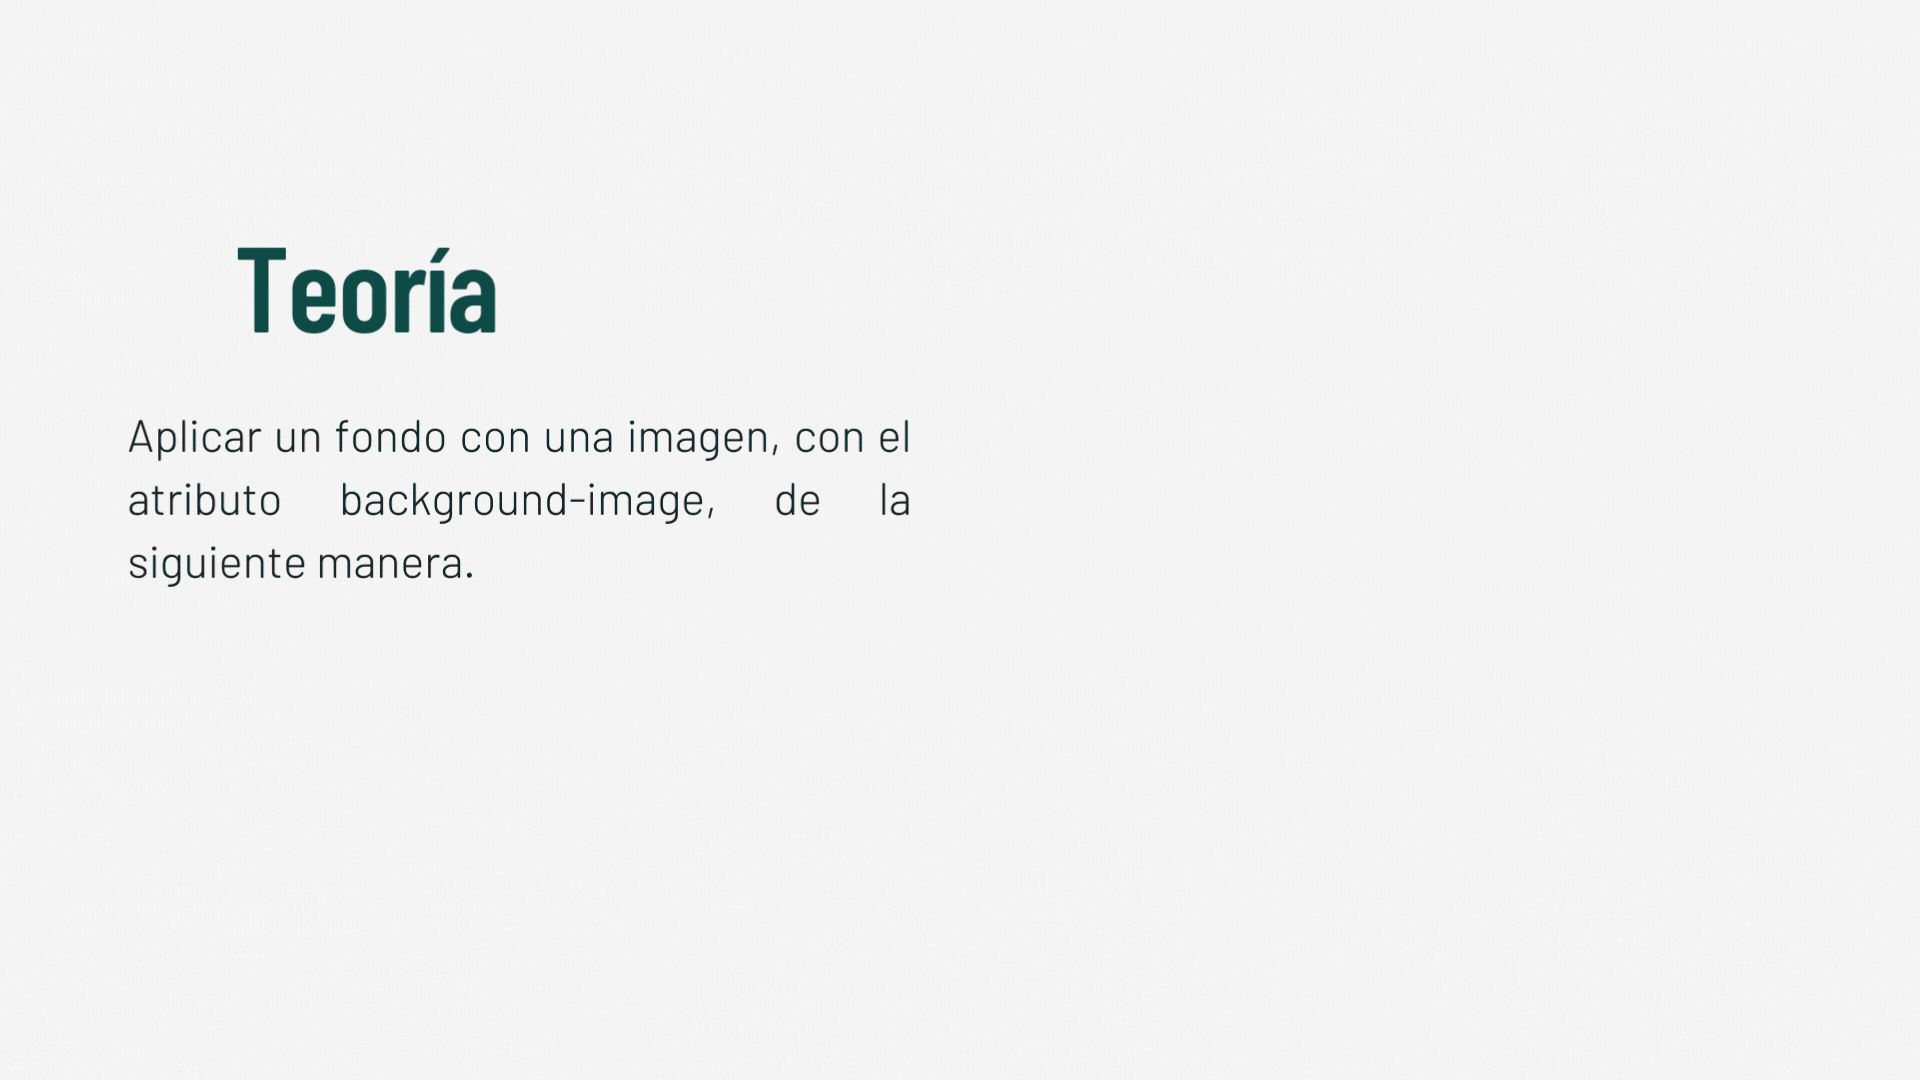 Teoría
Aplicar un fondo con una imagen, con el
atributo background-image, de la
siguiente manera.